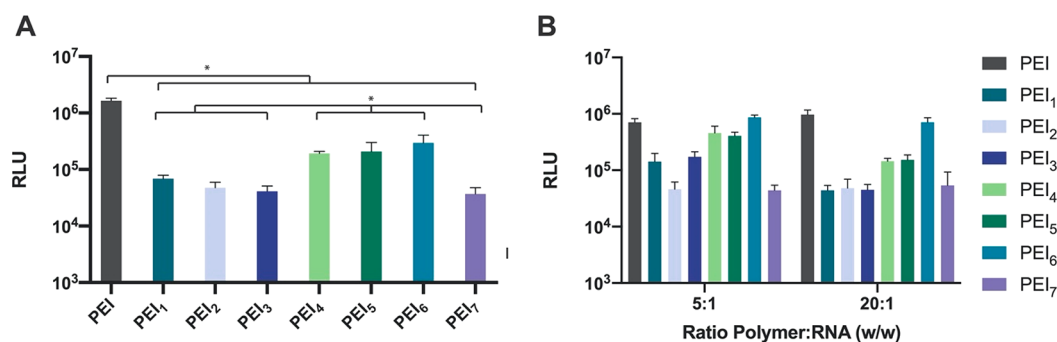 A
RLU
10⁷
10⁶
10⁵
10⁴
10³
*
*
PEI PEI₁ PEI₂ PEI₃ PEI₄ PEI₅ PEI₆ PEI₇
B
RLU
10⁷
10⁶
10⁵
10⁴
10³
5:1 20:1
Ratio Polymer:RNA (w/w)
PEI
PEI₁
PEI₂
PEI₃
PEI₄
PEI₅
PEI₆
PEI₇